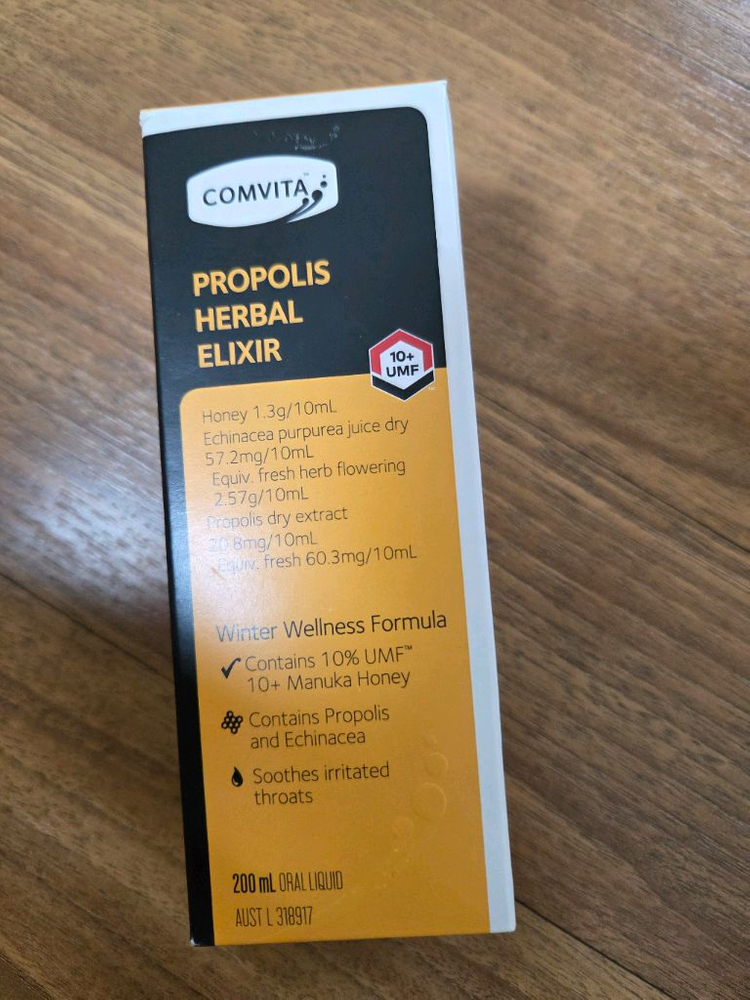 COMVITA™
PROPOLIS
HERBAL
ELIXIR
10+
UMF™
Honey 1.3g/10mL
Echinacea purpurea juice dry
57.2mg/10mL
Equiv. fresh herb flowering
2.57g/10mL
Propolis dry extract
20.8mg/10mL
Equiv. fresh 60.3mg/10mL
Winter Wellness Formula
Contains 10% UMF™
10+ Manuka Honey
Contains Propolis
and Echinacea
Soothes irritated
throats
200 mL ORAL LIQUID
AUST L 318917